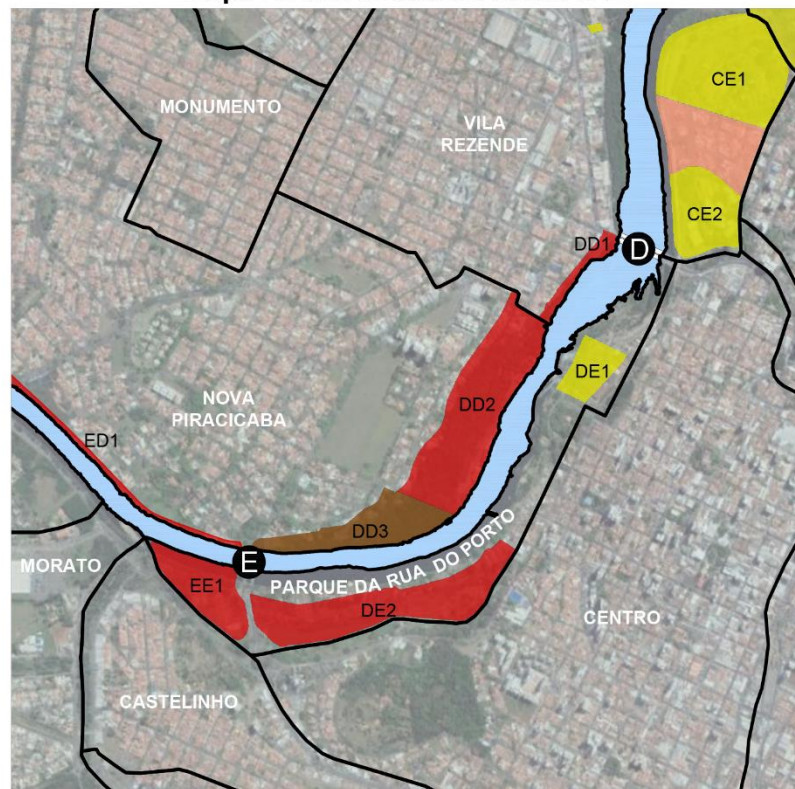 MONUMENTO
VILA
REZENDE
CE1
CE2
DD1
D
DE1
NOVA
PIRACICABA
DD2
ED1
DD3
E
MORATO
EE1
PARQUE DA RUA DO PORTO
DE2
CENTRO
CASTELINHO